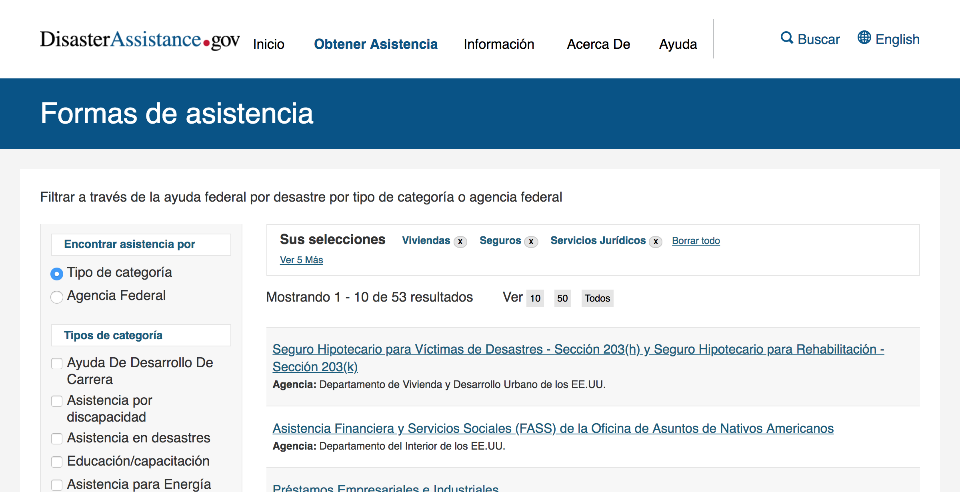 DisasterAssistance.gov
Inicio
Obtener Asistencia
Información
Acerca De
Ayuda
Buscar
English
Formas de asistencia
Filtrar a través de la ayuda federal por desastre por tipo de categoría o agencia federal
Encontrar asistencia por
Tipo de categoría
Agencia Federal
Tipos de categoría
Ayuda De Desarrollo De
Carrera
Asistencia por
discapacidad
Asistencia en desastres
Educación/capacitación
Asistencia para Energía
Sus selecciones Viviendas x Seguros x Servicios Jurídicos x Borrar todo
Ver 5 Más
Mostrando 1 - 10 de 53 resultados Ver 10 50 Todos
Seguro Hipotecario para Víctimas de Desastres - Sección 203(h) y Seguro Hipotecario para Rehabilitación -
Sección 203(k)
Agencia: Departamento de Vivienda y Desarrollo Urbano de los EE.UU.
Asistencia Financiera y Servicios Sociales (FASS) de la Oficina de Asuntos de Nativos Americanos
Agencia: Departamento del Interior de los EE.UU.
Préstamos Empresariales e Industriales